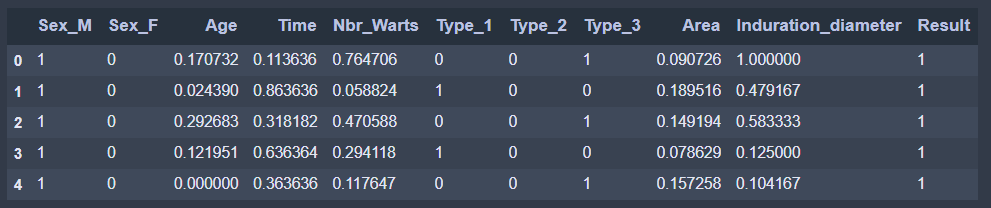 Sex_M Sex_F Age Time Nbr_Warts Type_1 Type_2 Type_3 Area Induration_diameter Result
0 1 0 0.170732 0.113636 0.764706 0 0 1 0.090726 1.000000 1
1 1 0 0.024390 0.863636 0.058824 1 0 0 0.189516 0.479167 1
2 1 0 0.292683 0.318182 0.470588 0 0 1 0.149194 0.583333 1
3 1 0 0.121951 0.636364 0.294118 1 0 0 0.078629 0.125000 1
4 1 0 0.000000 0.363636 0.117647 0 0 1 0.157258 0.104167 1